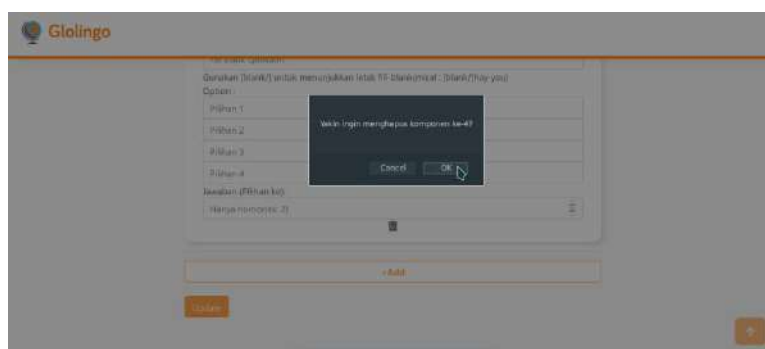 Glolingo
Gunakan [blank/] untuk menunjukkan letak fill-blank(misal : [blank/]hay you)
Option :
Pilihan 1
Pilihan 2
Pilihan 3
Pilihan 4
Jawaban (Pilihan ke)
Yakin ingin menghapus komponen ke-4?
Cancel
OK
+Add
Update